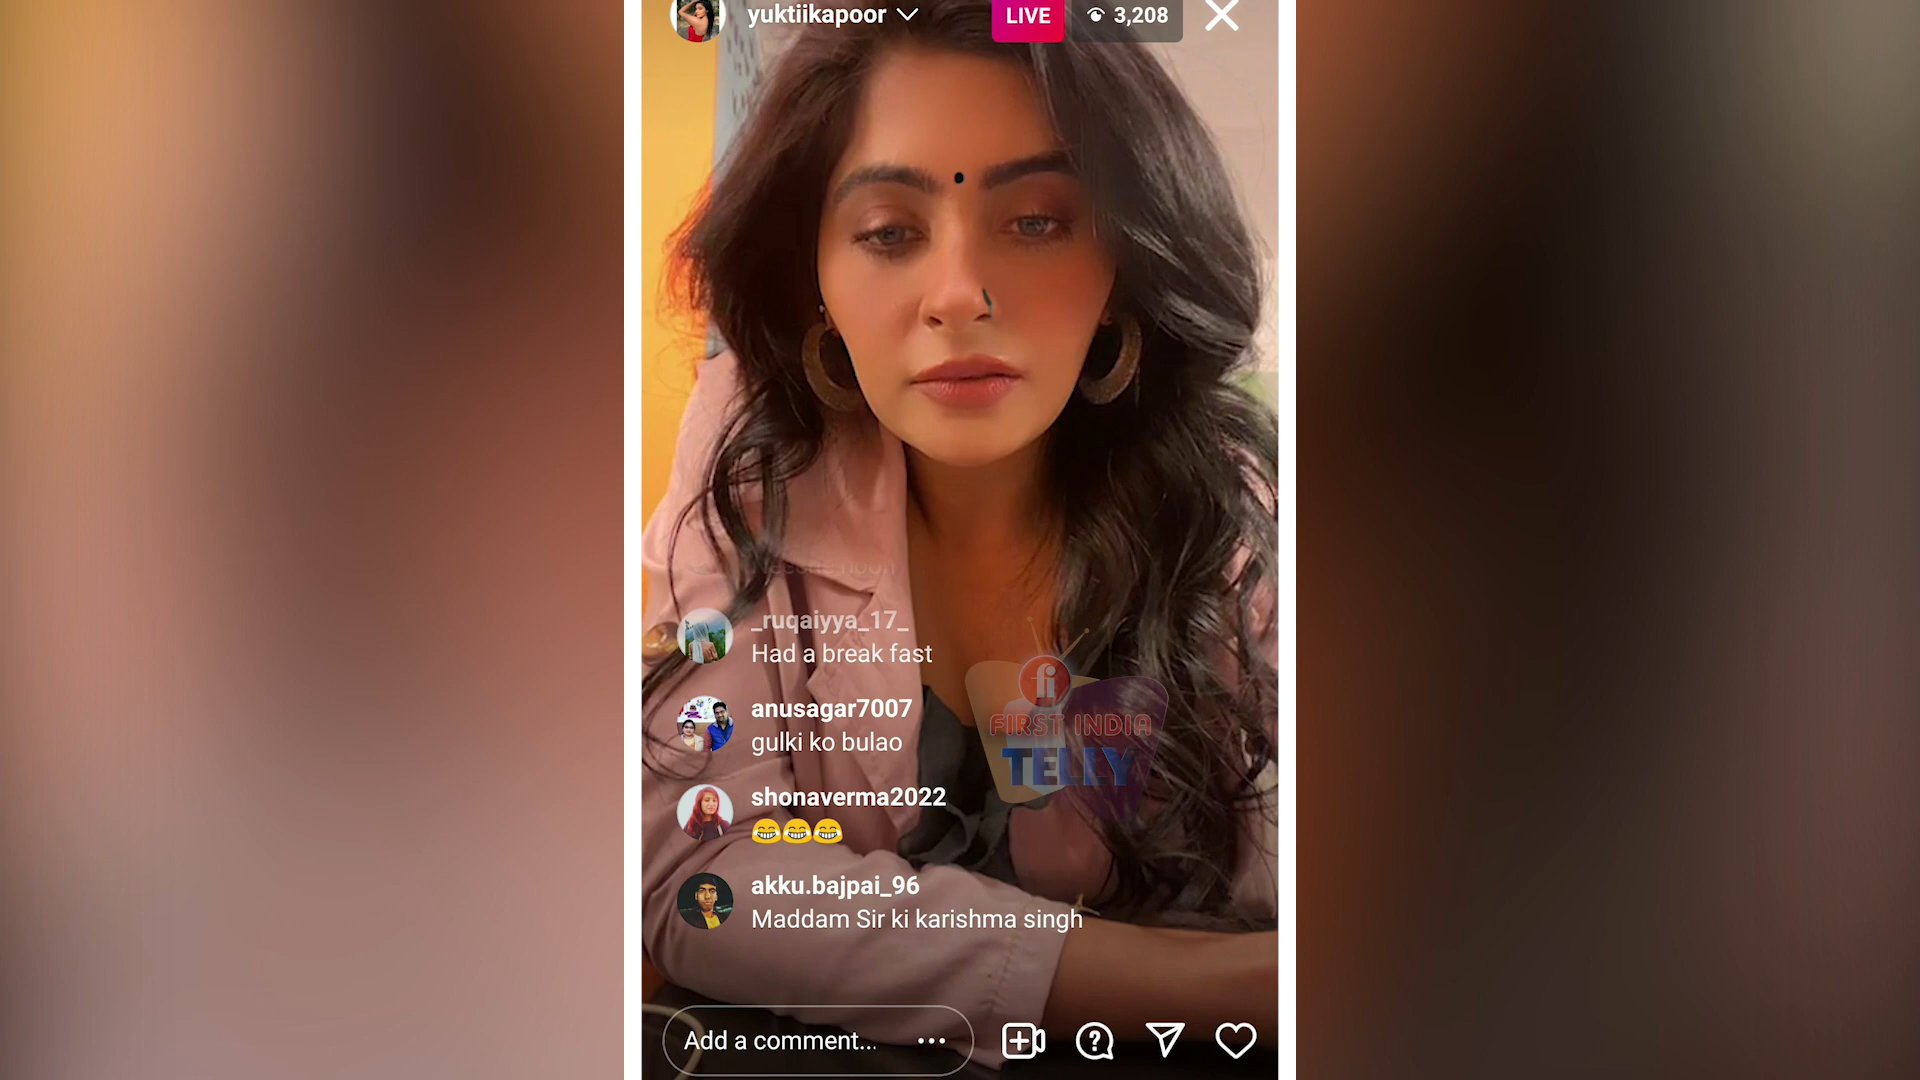 yuktiikapoor
LIVE
3,208
_ruqaiyya_17_
Had a break fast
anusagar7007
gulki ko bulao
shonaverma2022
😂😂😂
akku.bajpai_96
Maddam Sir ki karishma singh
fi
FIRST INDIA
TELLY
Add a comment...